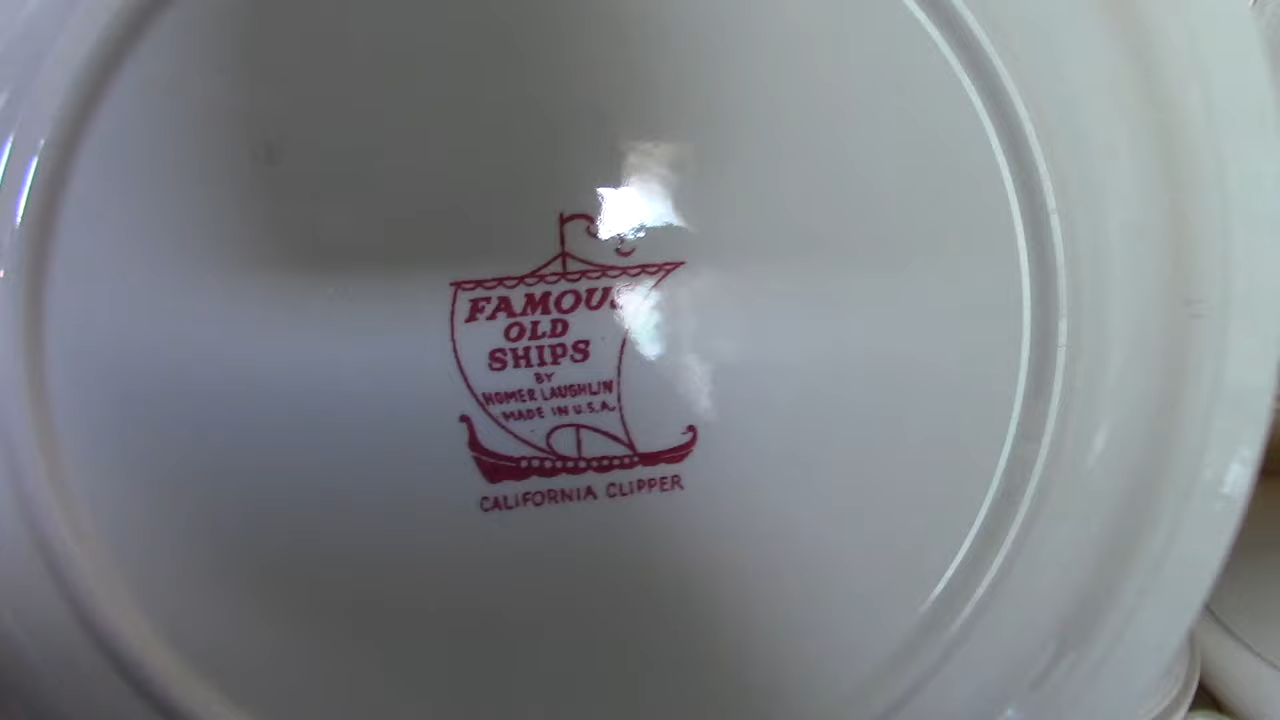 FAMOUS
OLD
SHIPS
BY
HOMER LAUGHLIN
MADE IN U.S.A.
CALIFORNIA CLIPPER